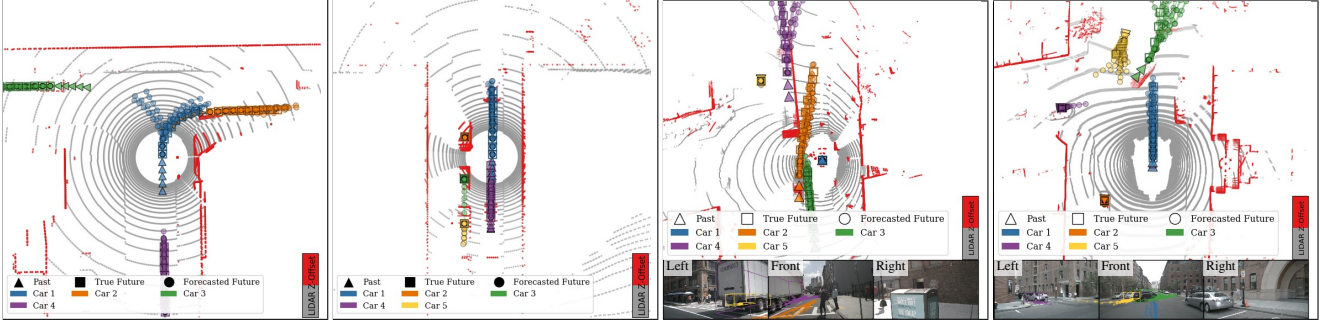 Past True Future Forecasted Future
Car 1 Car 2 Car 3
Car 4
LIDAR Z-Offset
Past True Future Forecasted Future
Car 1 Car 2 Car 3
Car 4 Car 5
LIDAR Z-Offset
Past True Future Forecasted Future
Car 1 Car 2 Car 3
Car 4 Car 5
LIDAR Z-Offset
Left Front Right
Past True Future Forecasted Future
Car 1 Car 2 Car 3
Car 4 Car 5
LIDAR Z-Offset
Left Front Right